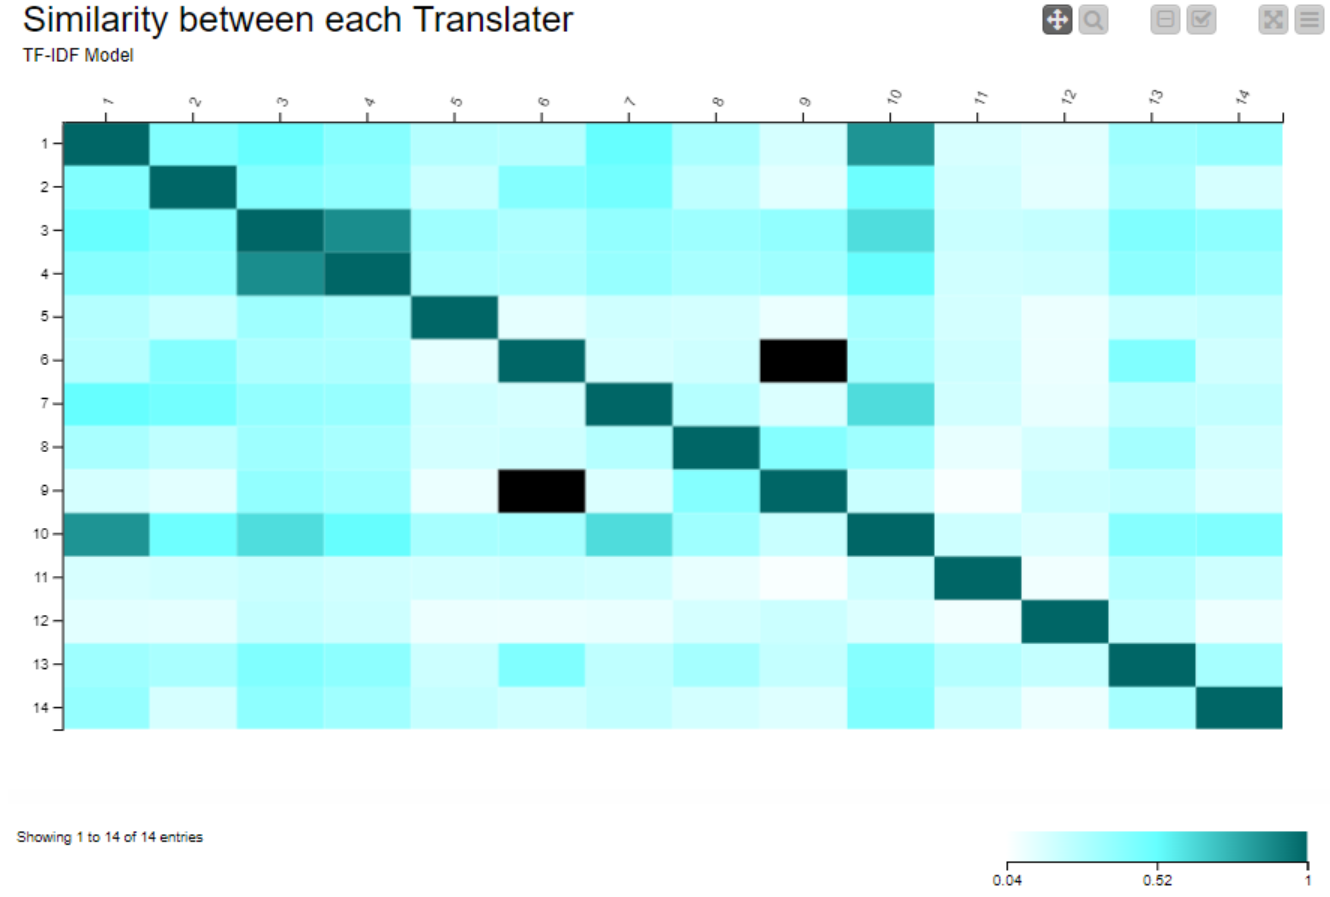 Similarity between each Translater
TF-IDF Model
1 2 3 4 5 6 7 8 9 10 11 12 13 14
1
2
3
4
5
6
7
8
9
10
11
12
13
14
Showing 1 to 14 of 14 entries
0.04 0.52 1